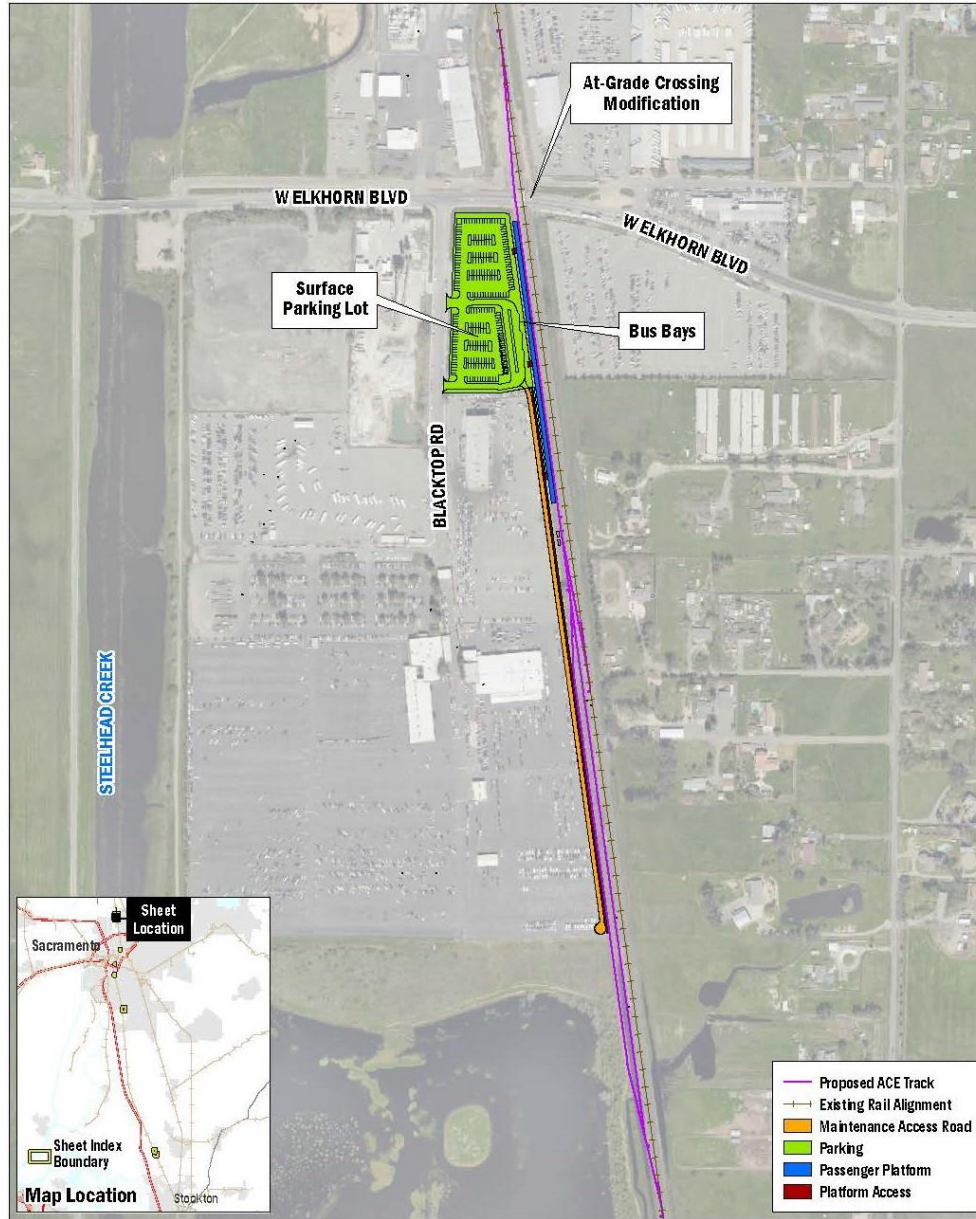 At-Grade Crossing
Modification
W ELKHORN BLVD
W ELKHORN BLVD
Surface
Parking Lot
Bus Bays
BLACKTOP RD
STEELHEAD CREEK
Sheet
Location
Sacramento
Sheet Index
Boundary
Map Location
Stockton
Proposed ACE Track
Existing Rail Alignment
Maintenance Access Road
Parking
Passenger Platform
Platform Access